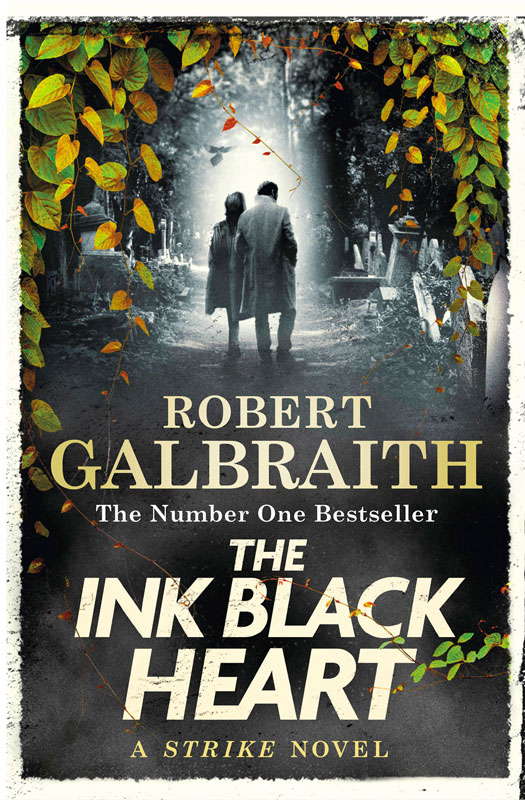 ROBERT
GALBRAITH
The Number One Bestseller
THE
INK BLACK
HEART
A STRIKE NOVEL